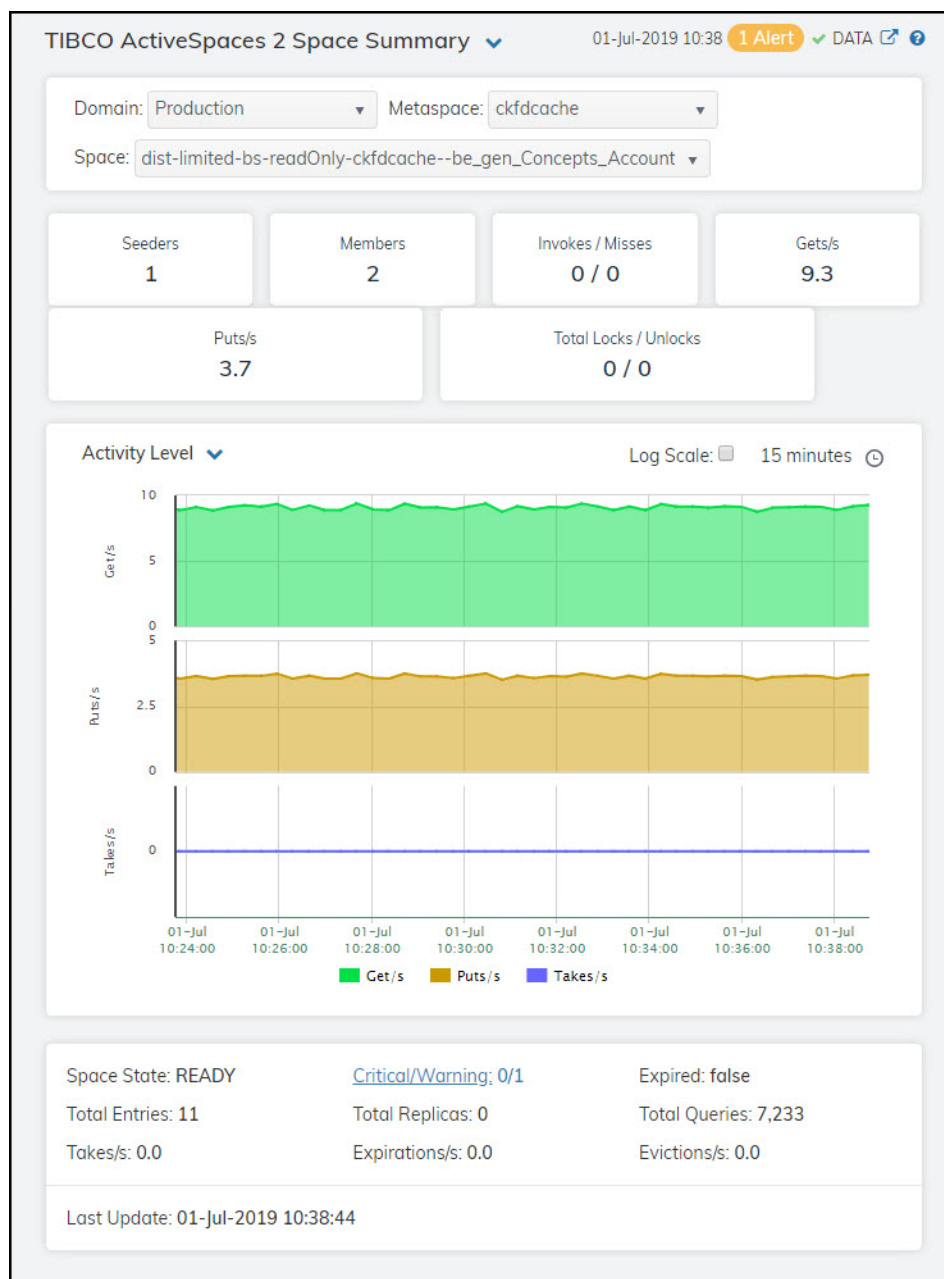 TIBCO ActiveSpaces 2 Space Summary 01-Jul-2019 10:38 1 Alert DATA ?
Domain: Production Metaspace: ckfdcache
Space: dist-limited-bs-readOnly-ckfdcache--be_gen_Concepts_Account
Seeders Members Invokes / Misses Gets/s
1 2 0 / 0 9.3
Puts/s Total Locks / Unlocks
3.7 0 / 0
Activity Level Log Scale: 15 minutes
10
Get/s
5
0
5
Puts/s
2.5
0
Takes/s
0
01-Jul 01-Jul 01-Jul 01-Jul 01-Jul 01-Jul 01-Jul 01-Jul
10:24:00 10:26:00 10:28:00 10:30:00 10:32:00 10:34:00 10:36:00 10:38:00
Get/s Puts/s Takes/s
Space State: READY Critical/Warning: 0/1 Expired: false
Total Entries: 11 Total Replicas: 0 Total Queries: 7,233
Takes/s: 0.0 Expirations/s: 0.0 Evictions/s: 0.0
Last Update: 01-Jul-2019 10:38:44